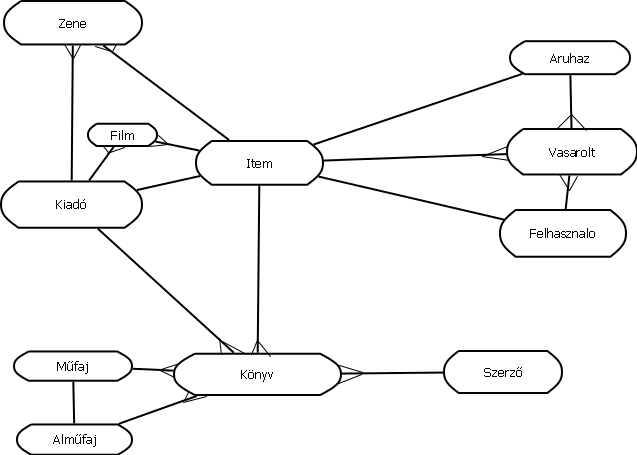 Zene
Aruhaz
Film
Vasarolt
Item
Kiadó
Felhasznalo
Műfaj
Könyv
Szerző
Alműfaj